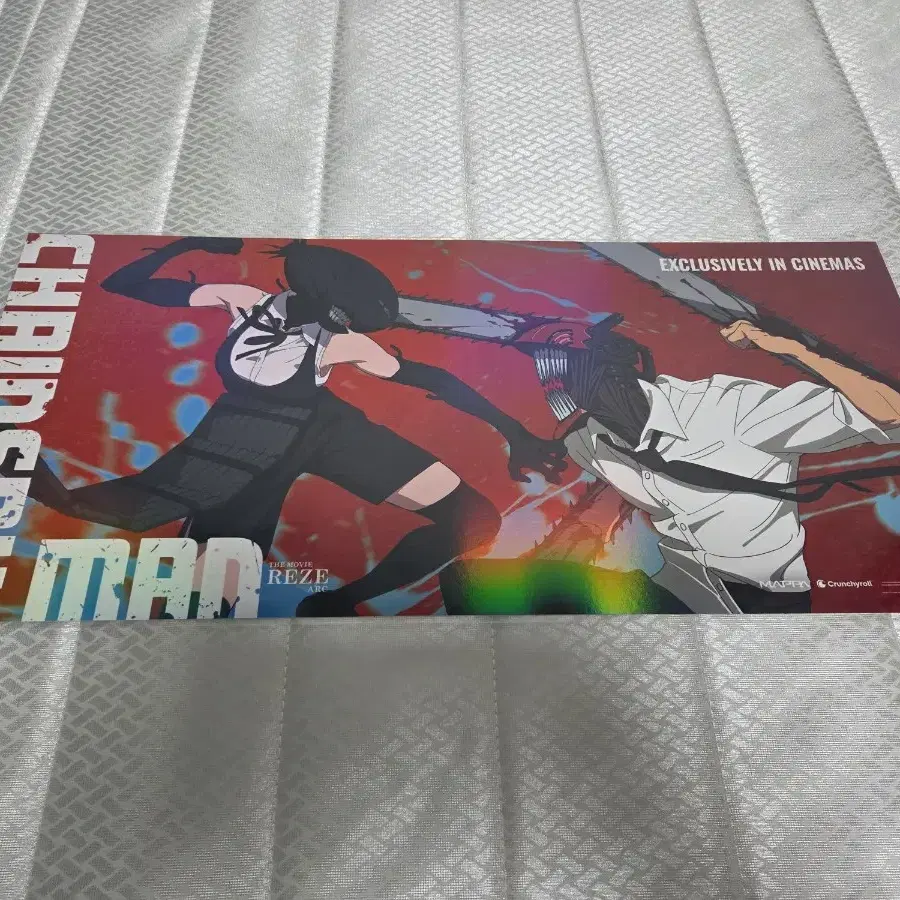 EXCLUSIVELY IN CINEMAS
CHAINSAW
MAN
THE MOVIE
REZE
ARC
MAPPA
Crunchyroll